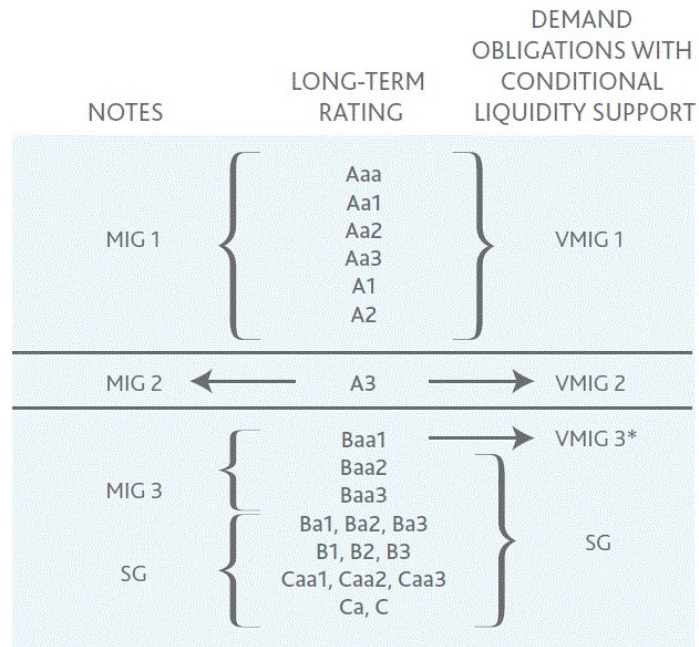 NOTES
LONG-TERM
RATING
DEMAND
OBLIGATIONS WITH
CONDITIONAL
LIQUIDITY SUPPORT
MIG 1
Aaa
Aa1
Aa2
Aa3
A1
A2
VMIG 1
MIG 2
A3
VMIG 2
MIG 3
Baa1
Baa2
Baa3
VMIG 3*
SG
Ba1, Ba2, Ba3
B1, B2, B3
Caa1, Caa2, Caa3
Ca, C
SG